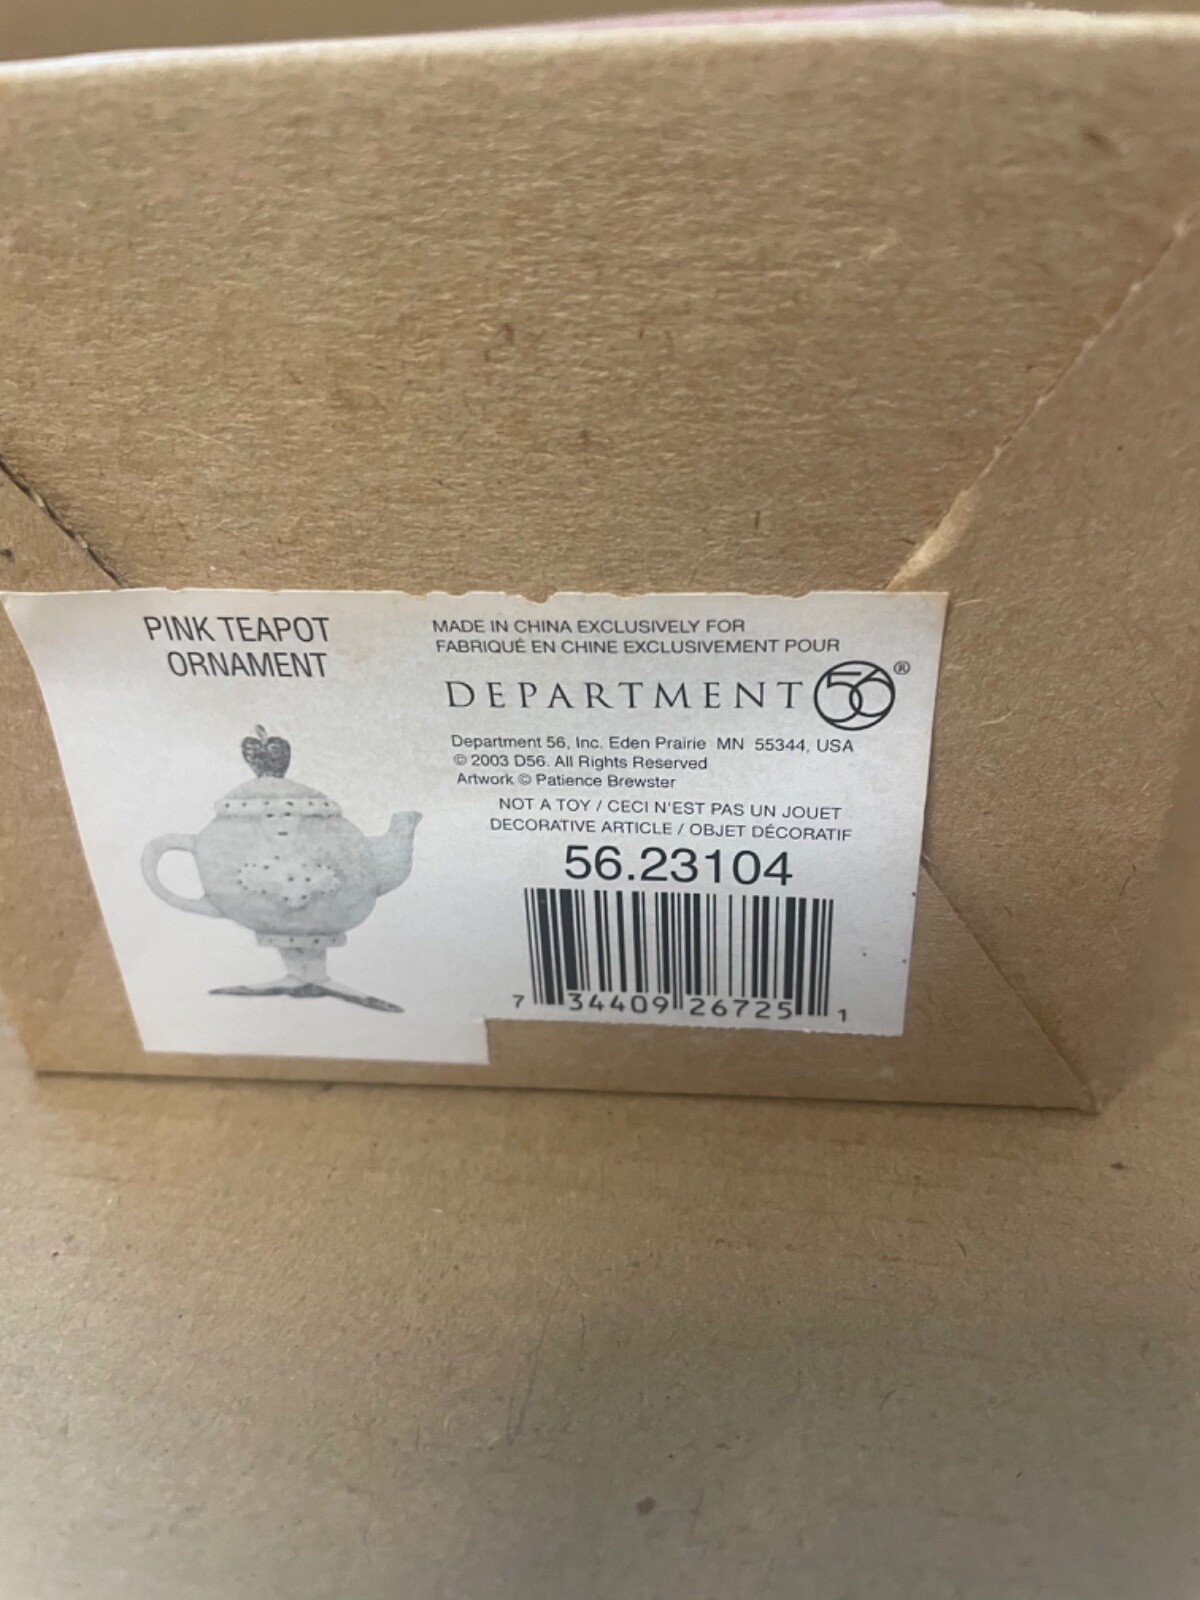 PINK TEAPOT
ORNAMENT
MADE IN CHINA EXCLUSIVELY FOR
FABRIQUÉ EN CHINE EXCLUSIVEMENT POUR
DEPARTMENT 56®
Department 56, Inc. Eden Prairie MN 55344, USA
© 2003 D56. All Rights Reserved
Artwork © Patience Brewster
NOT A TOY / CECI N'EST PAS UN JOUET
DECORATIVE ARTICLE / OBJET DÉCORATIF
56.23104
7 34409 26725 1